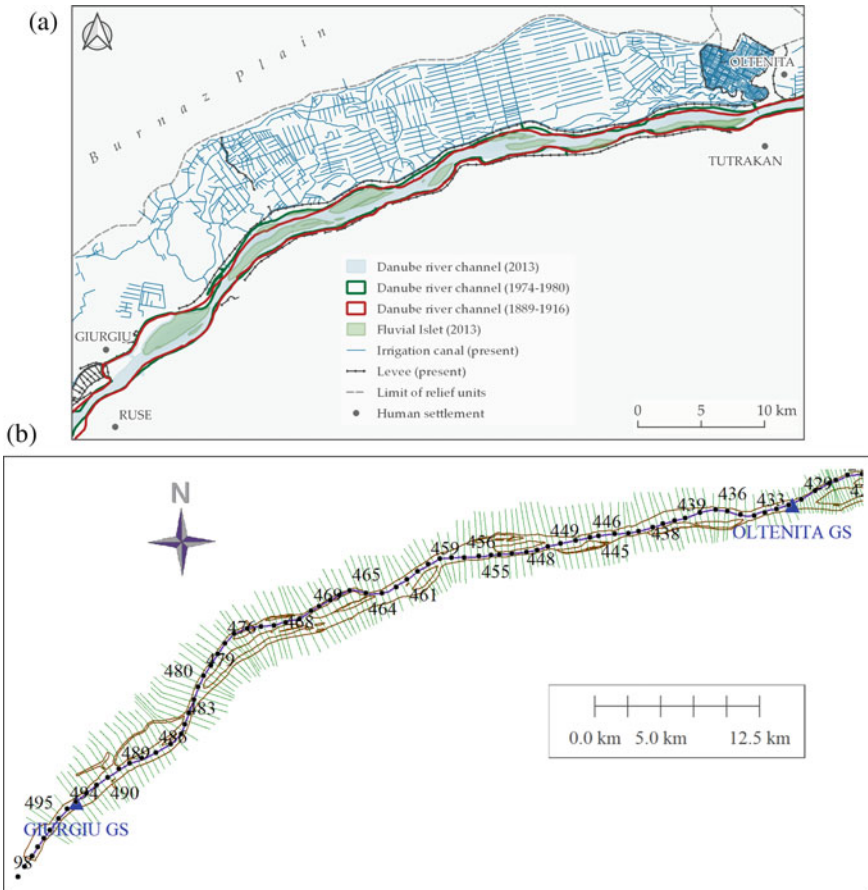 (a)
Burnaz Plain
OLTENITA
TUTRAKAN
Danube river channel (2013)
Danube river channel (1974-1980)
Danube river channel (1889-1916)
Fluvial Islet (2013)
Irrigation canal (present)
Levee (present)
Limit of relief units
Human settlement
GIURGIU
RUSE
0 5 10 km
(b)
N
429
433
436
439
438
OLTENITA GS
446
449
445
448
456
455
459
461
465
464
469
468
476
479
480
483
486
489
490
494
495
GIURGIU GS
0.0 km 5.0 km 12.5 km